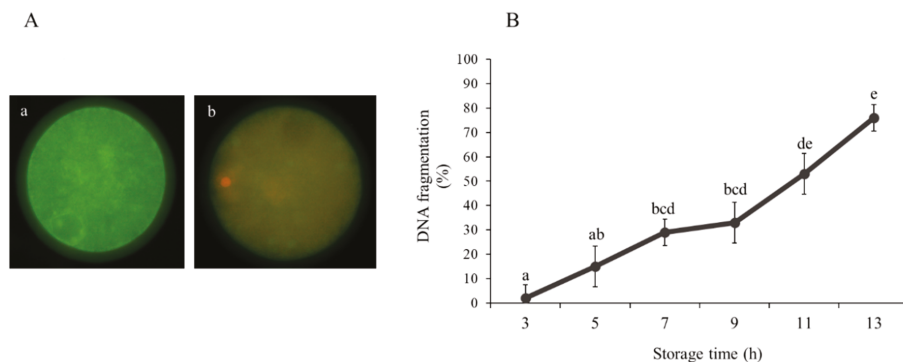 A
B
a
b
DNA fragmentation
(%)
100
90
80
70
60
50
40
30
20
10
0
a
ab
bcd
bcd
de
e
3 5 7 9 11 13
Storage time (h)